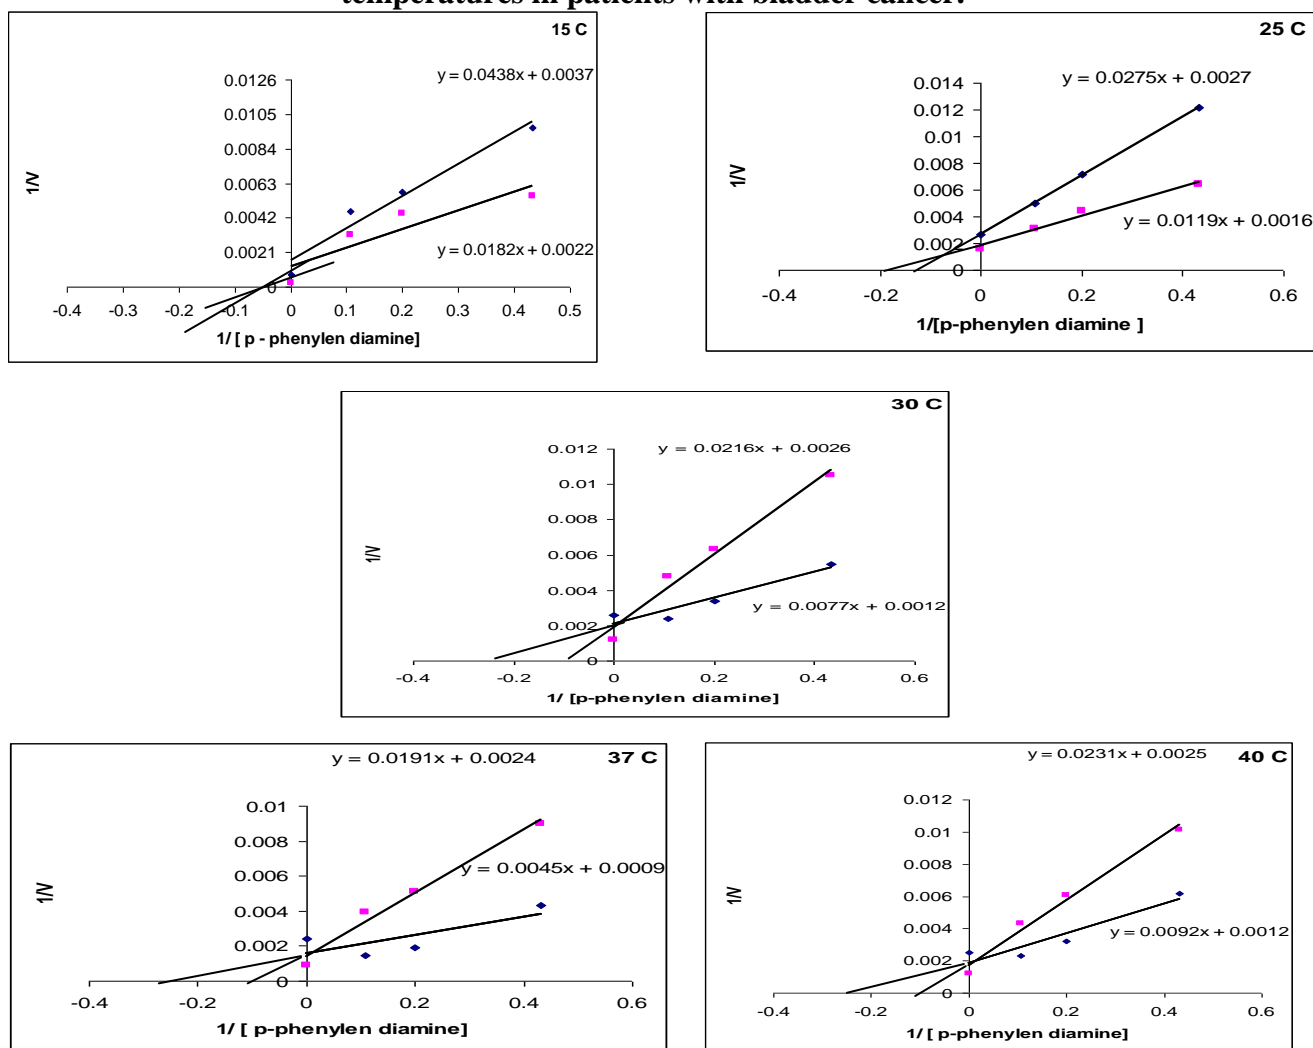 temperatures in patients with bladder cancer.
15 C
y = 0.0438x + 0.0037
0.0126
0.0105
0.0084
0.0063
0.0042
0.0021
0
y = 0.0182x + 0.0022
1/V
-0.4 -0.3 -0.2 -0.1 0 0.1 0.2 0.3 0.4 0.5
1/ [ p - phenylen diamine]
25 C
y = 0.0275x + 0.0027
0.014
0.012
0.01
0.008
0.006
0.004
0.002
0
y = 0.0119x + 0.0016
1/V
-0.4 -0.2 0 0.2 0.4 0.6
1/[p-phenylen diamine ]
30 C
y = 0.0216x + 0.0026
0.012
0.01
0.008
0.006
0.004
0.002
0
y = 0.0077x + 0.0012
1/V
-0.4 -0.2 0 0.2 0.4 0.6
1/ [p-phenylen diamine]
y = 0.0191x + 0.0024
37 C
0.01
0.008
0.006
0.004
0.002
0
y = 0.0045x + 0.0009
1/V
-0.4 -0.2 0 0.2 0.4 0.6
1/ [ p-phenylen diamine]
y = 0.0231x + 0.0025
40 C
0.012
0.01
0.008
0.006
0.004
0.002
0
y = 0.0092x + 0.0012
1/V
-0.4 -0.2 0 0.2 0.4 0.6
1/ [ p-phenylen diamine]